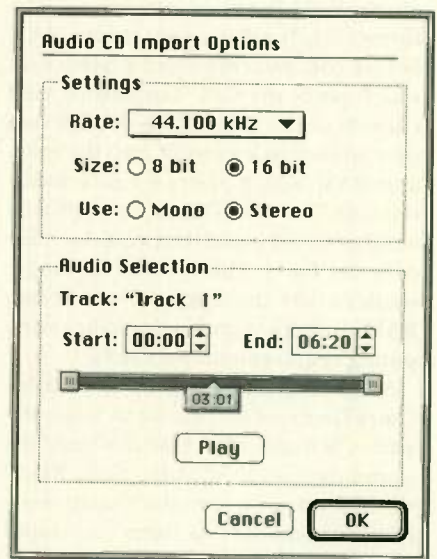 Audio CD Import Options
Settings
Rate: 44.100 kHz
Size: 8 bit 16 bit
Use: Mono Stereo
Audio Selection
Track: “Track 1”
Start: 00:00 End: 06:20
03:01
Play
Cancel OK